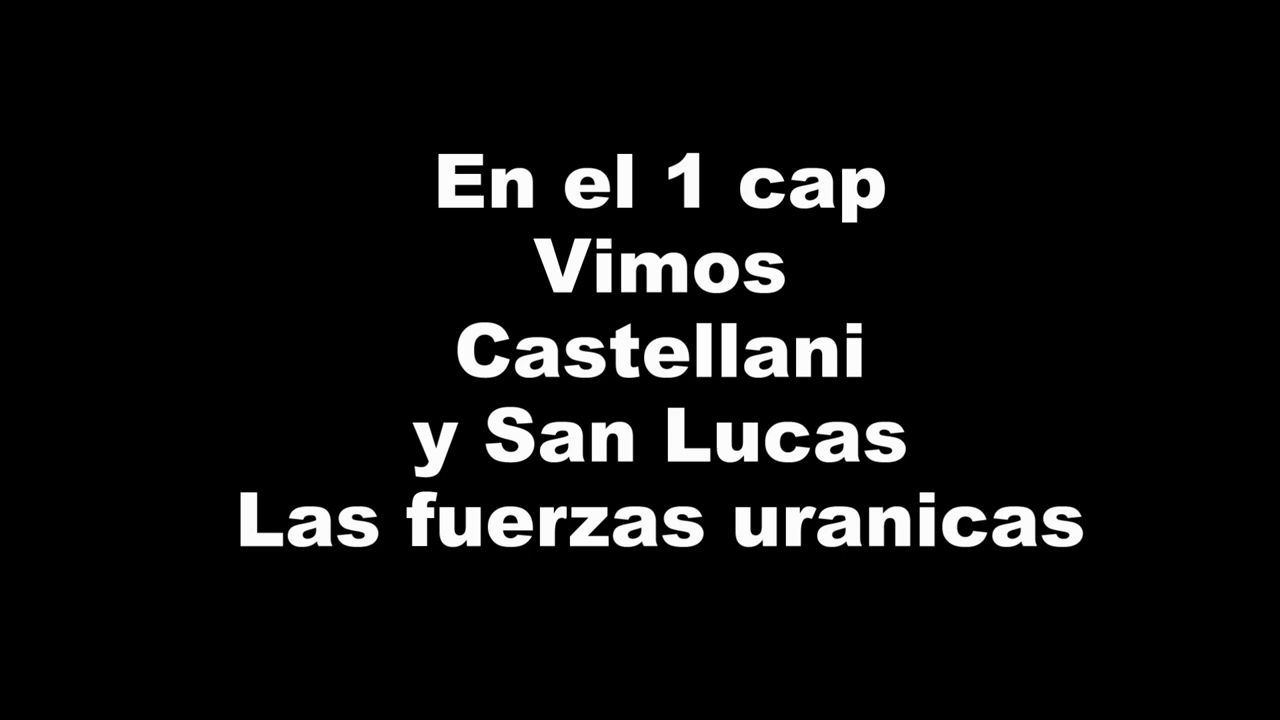 En el 1 cap
Vimos
Castellani
y San Lucas
Las fuerzas uranicas